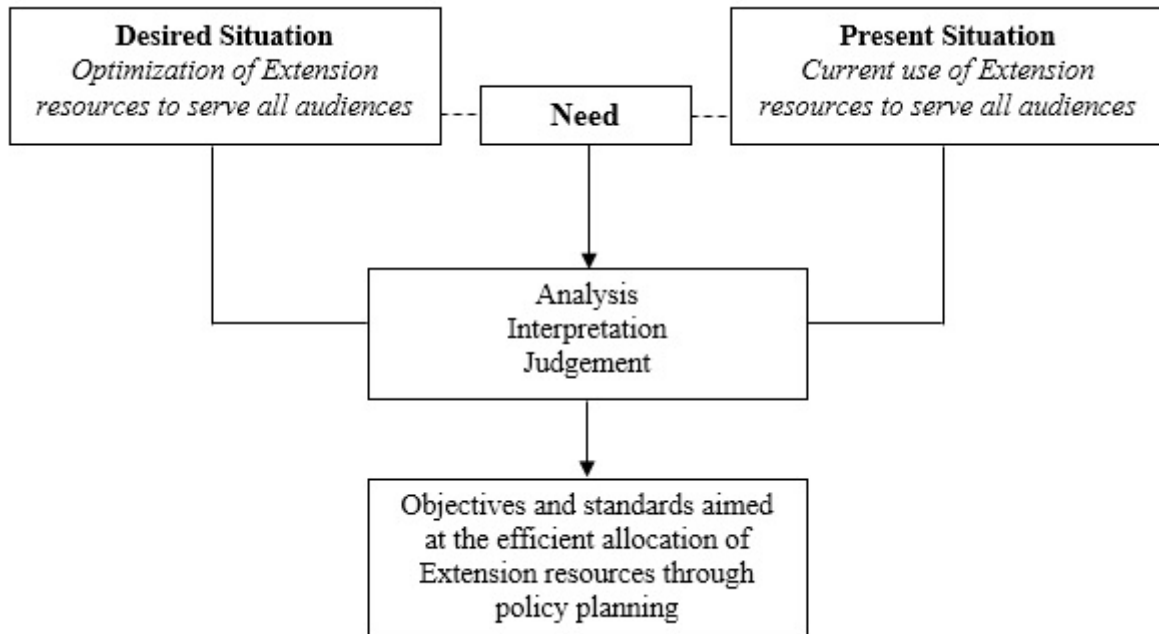 Desired Situation
Optimization of Extension
resources to serve all audiences
Need
Present Situation
Current use of Extension
resources to serve all audiences
Analysis
Interpretation
Judgement
Objectives and standards aimed
at the efficient allocation of
Extension resources through
policy planning